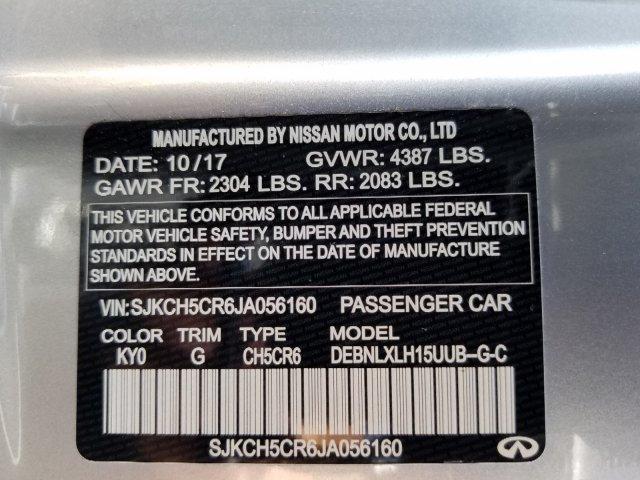 MANUFACTURED BY NISSAN MOTOR CO., LTD
DATE: 10/17 GVWR: 4387 LBS.
GAWR FR: 2304 LBS. RR: 2083 LBS.
THIS VEHICLE CONFORMS TO ALL APPLICABLE FEDERAL
MOTOR VEHICLE SAFETY, BUMPER AND THEFT PREVENTION
STANDARDS IN EFFECT ON THE DATE OF MANUFACTURE
SHOWN ABOVE.
VIN:SJKCH5CR6JA056160 PASSENGER CAR
COLOR TRIM TYPE MODEL
KY0 G CH5CR6 DEBNLXLH15UUB-G-C
SJKCH5CR6JA056160